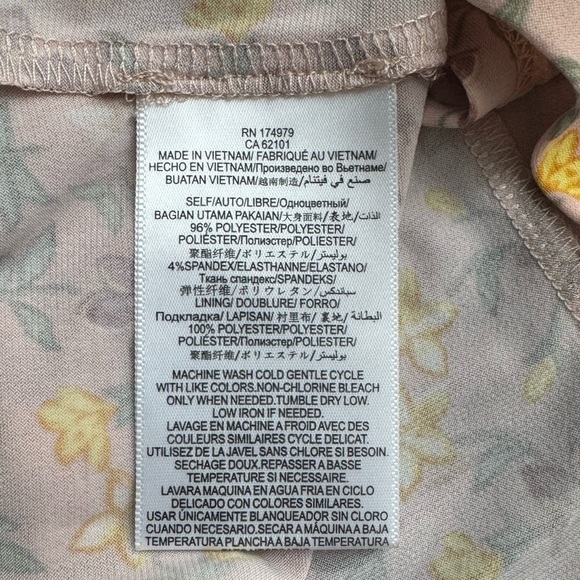 RN 174979
CA 62101
MADE IN VIETNAM/ FABRIQUÉ AU VIETNAM/
HECHO EN VIETNAM/Произведено во Вьетнаме/
BUATAN VIETNAM/越南制造/ صنع في فيتنام
SELF/AUTO/LIBRE/Одноцветный/
BAGIAN UTAMA PAKAIAN/大身面料/表地/الذات/
96% POLYESTER/POLYESTER/
POLIÉSTER/Полиэстер/POLIESTER/
聚酯纤维/ポリエステル/بوليستر/
4%SPANDEX/ELASTHANNE/ELASTANO/
Ткань спандекс/SPANDEKS/
弹性纤维/ポリウレタン/سباندكس/
LINING/ DOUBLURE/ FORRO/
Подкладка/ LAPISAN/ 衬里布/ 裏地/ البطانة/
100% POLYESTER/POLYESTER/
POLIÉSTER/Полиэстер/POLIESTER/
聚酯纤维/ポリエステル/بوليستر/
MACHINE WASH COLD GENTLE CYCLE
WITH LIKE COLORS.NON-CHLORINE BLEACH
ONLY WHEN NEEDED.TUMBLE DRY LOW.
LOW IRON IF NEEDED.
LAVAGE EN MACHINE A FROID AVEC DES
COULEURS SIMILAIRES CYCLE DELICAT.
UTILISEZ DE LA JAVEL SANS CHLORE SI BESOIN.
SECHAGE DOUX.REPASSER A BASSE
TEMPERATURE SI NECESSAIRE.
LAVARA MAQUINA EN AGUA FRIA EN CICLO
DELICADO CON COLORES SIMILARES.
USAR ÚNICAMENTE BLANQUEADOR SIN CLORO
CUANDO NECESARIO.SECAR A MÁQUINA A BAJA
TEMPERATURA PLANCHA A BAJA TEMPERATURA